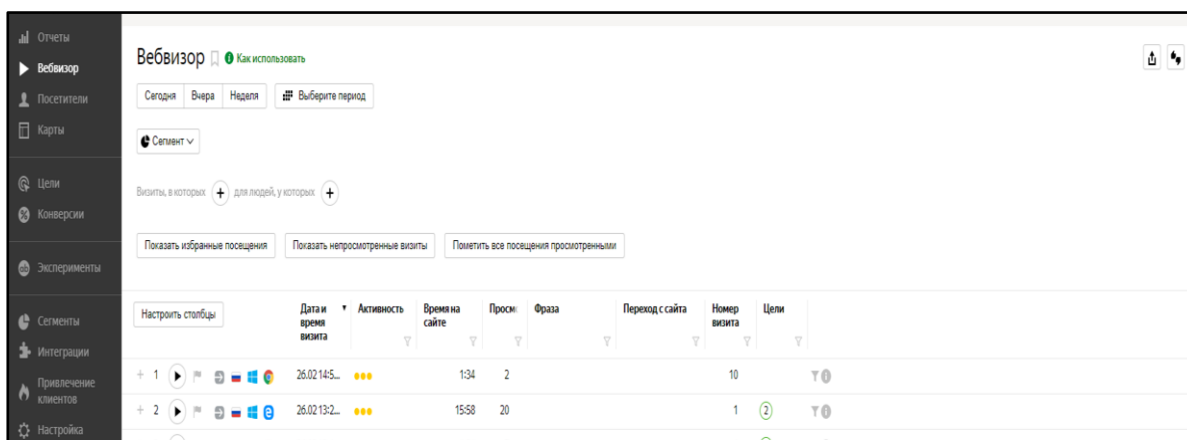 Отчеты
Вебвизор
Посетители
Карты
Цели
Конверсии
Эксперименты
Сегменты
Интеграции
Привлечение
клиентов
Настройка
Вебвизор Как использовать
Сегодня Вчера Неделя Выберите период
Сегмент
Визиты, в которых + для людей, у которых +
Показать избранные посещения Показать непросмотренные визиты Пометить все посещения просмотренными
Настроить столбцы Дата и Активность Время на Просм Фраза Переход с сайта Номер Цели
время сайте визита
визита
+ 1 26.02 14:5... 1:34 2 10
+ 2 26.02 13:2... 15:58 20 1 2